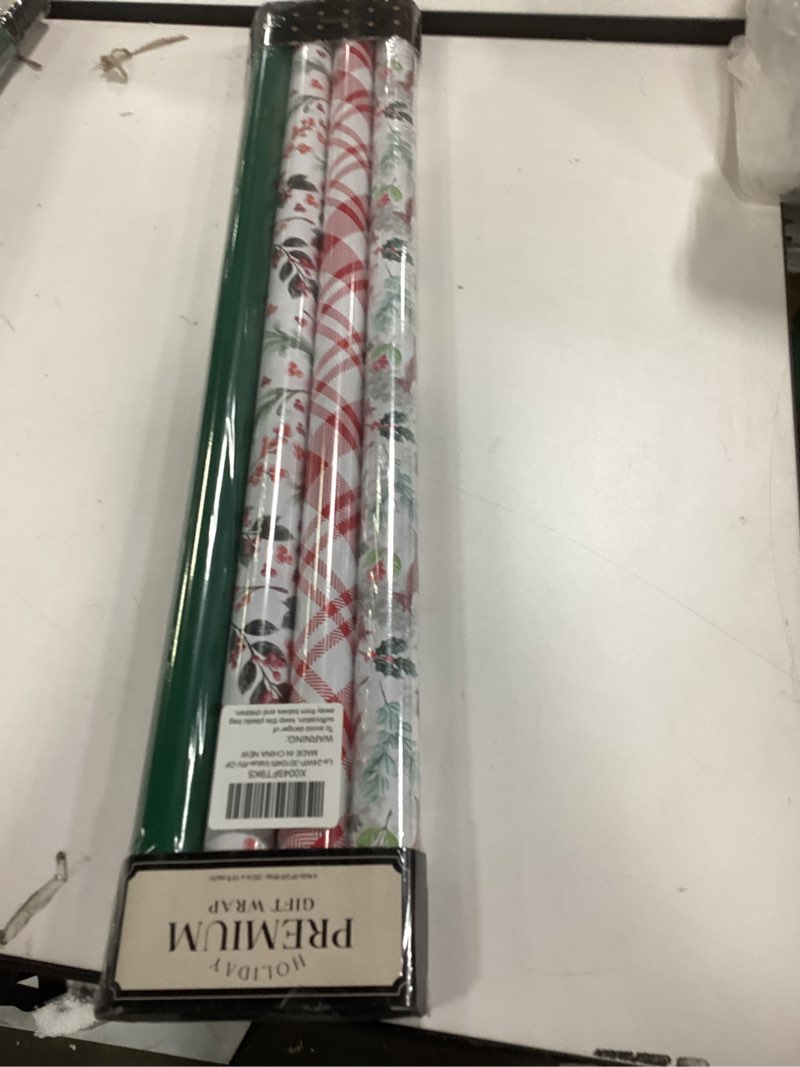 HOLIDAY
PREMIUM
GIFT WRAP
X0049FT9K5
MADE IN CHINA NEW
WARNING:
To avoid danger of
suffocation, keep this plastic bag
away from babies and children.